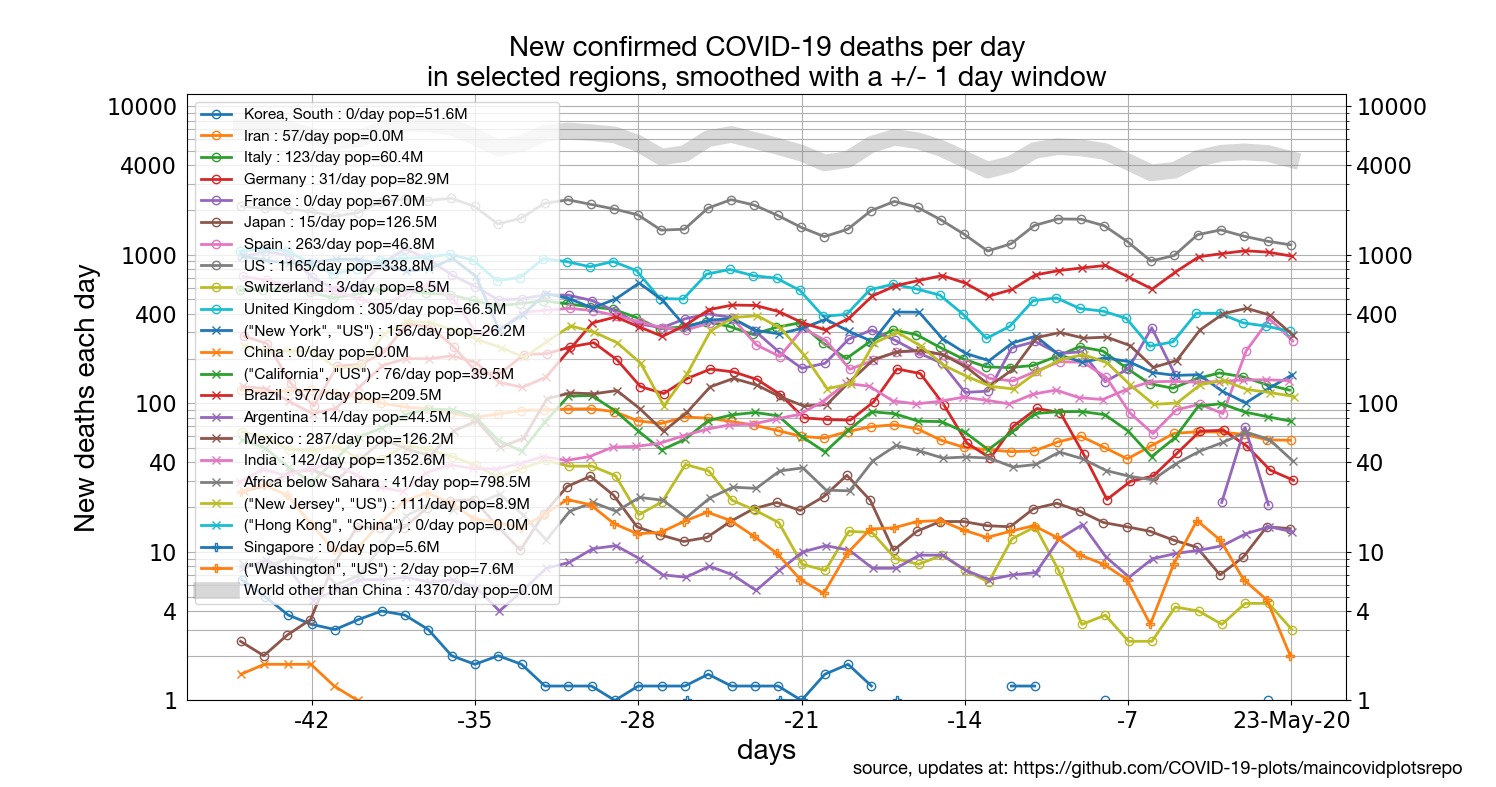 New confirmed COVID-19 deaths per day
in selected regions, smoothed with a +/- 1 day window
10000
4000
1000
400
100
40
10
4
1
New deaths each day
Korea, South : 0/day pop=51.6M
Iran : 57/day pop=0.0M
Italy : 123/day pop=60.4M
Germany : 31/day pop=82.9M
France : 0/day pop=67.0M
Japan : 15/day pop=126.5M
Spain : 263/day pop=46.8M
US : 1165/day pop=338.8M
Switzerland : 3/day pop=8.5M
United Kingdom : 305/day pop=66.5M
("New York", "US") : 156/day pop=26.2M
China : 0/day pop=0.0M
("California", "US") : 76/day pop=39.5M
Brazil : 977/day pop=209.5M
Argentina : 14/day pop=44.5M
Mexico : 287/day pop=126.2M
India : 142/day pop=1352.6M
Africa below Sahara : 41/day pop=798.5M
("New Jersey", "US") : 111/day pop=8.9M
("Hong Kong", "China") : 0/day pop=0.0M
Singapore : 0/day pop=5.6M
("Washington", "US") : 2/day pop=7.6M
World other than China : 4370/day pop=0.0M
10000
4000
1000
400
100
40
10
4
1
-42 -35 -28 -21 -14 -7 23-May-20
days
source, updates at: https://github.com/COVID-19-plots/maincovidplotsrepo